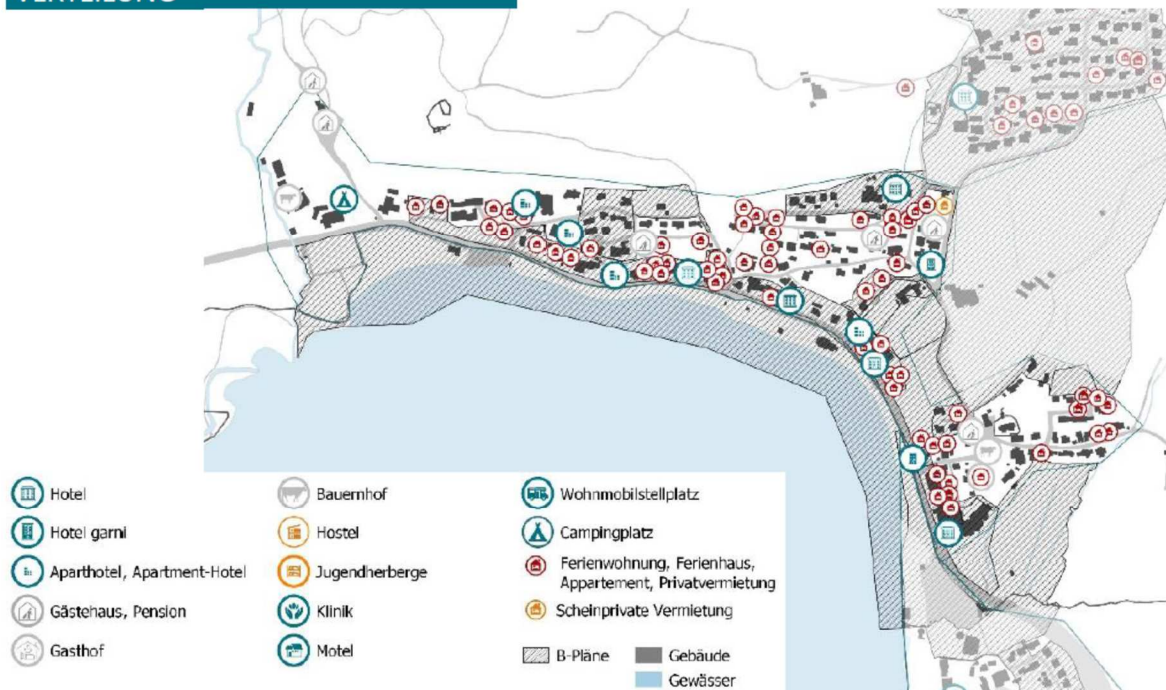 VERTEILUNG
Hotel
Hotel garni
Aparthotel, Apartment-Hotel
Gästehaus, Pension
Gasthof
Bauernhof
Hostel
Jugendherberge
Klinik
Motel
Wohnmobilstellplatz
Campingplatz
Ferienwohnung, Ferienhaus,
Appartement, Privatvermietung
Scheinprivate Vermietung
B-Pläne
Gebäude
Gewässer